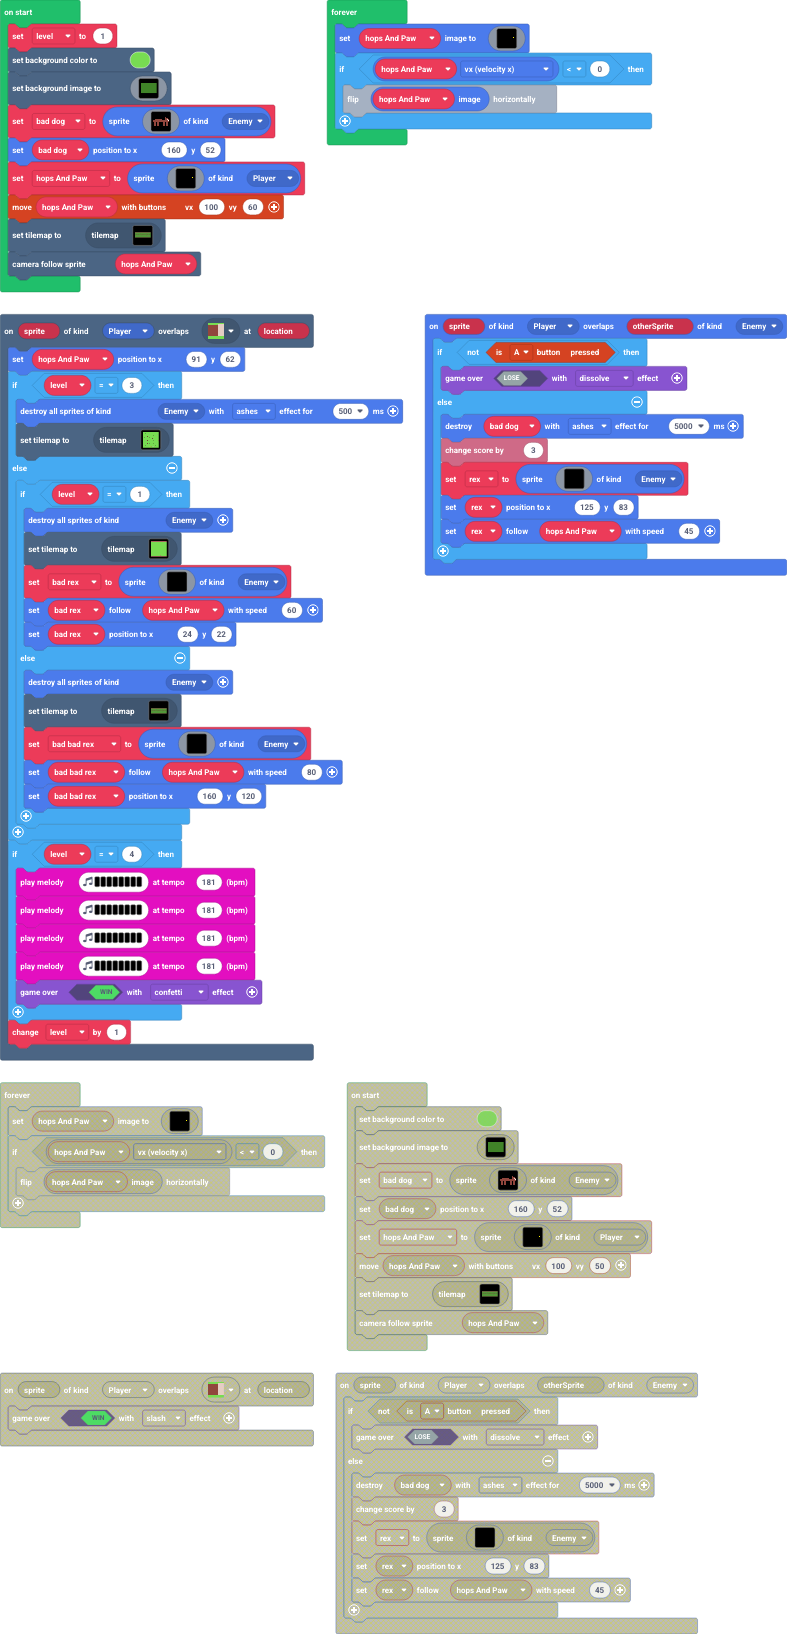 on start
set level to 1
set background color to
set background image to
set bad dog to sprite of kind Enemy
set bad dog position to x 160 y 52
set hops And Paw to sprite of kind Player
move hops And Paw with buttons vx 100 vy 60
set tilemap to tilemap
camera follow sprite hops And Paw
forever
set hops And Paw image to
if hops And Paw vx (velocity x) < 0 then
flip hops And Paw image horizontally
on sprite of kind Player overlaps at location
set hops And Paw position to x 91 y 62
if level = 3 then
destroy all sprites of kind Enemy with ashes effect for 500 ms
set tilemap to tilemap
else
if level = 1 then
destroy all sprites of kind Enemy
set tilemap to tilemap
set bad rex to sprite of kind Enemy
set bad rex follow hops And Paw with speed 60
set bad rex position to x 24 y 22
else
destroy all sprites of kind Enemy
set tilemap to tilemap
set bad bad rex to sprite of kind Enemy
set bad bad rex follow hops And Paw with speed 80
set bad bad rex position to x 160 y 120
if level = 4 then
play melody at tempo 181 (bpm)
play melody at tempo 181 (bpm)
play melody at tempo 181 (bpm)
play melody at tempo 181 (bpm)
game over WIN with confetti effect
change level by 1
on sprite of kind Player overlaps otherSprite of kind Enemy
if not is A button pressed then
game over LOSE with dissolve effect
else
destroy bad dog with ashes effect for 5000 ms
change score by 3
set rex to sprite of kind Enemy
set rex position to x 125 y 83
set rex follow hops And Paw with speed 45
forever
set hops And Paw image to
if hops And Paw vx (velocity x) < 0 then
flip hops And Paw image horizontally
on start
set background color to
set background image to
set bad dog to sprite of kind Enemy
set bad dog position to x 160 y 52
set hops And Paw to sprite of kind Player
move hops And Paw with buttons vx 100 vy 50
set tilemap to tilemap
camera follow sprite hops And Paw
on sprite of kind Player overlaps at location
game over WIN with slash effect
on sprite of kind Player overlaps otherSprite of kind Enemy
if not is A button pressed then
game over LOSE with dissolve effect
else
destroy bad dog with ashes effect for 5000 ms
change score by 3
set rex to sprite of kind Enemy
set rex position to x 125 y 83
set rex follow hops And Paw with speed 45